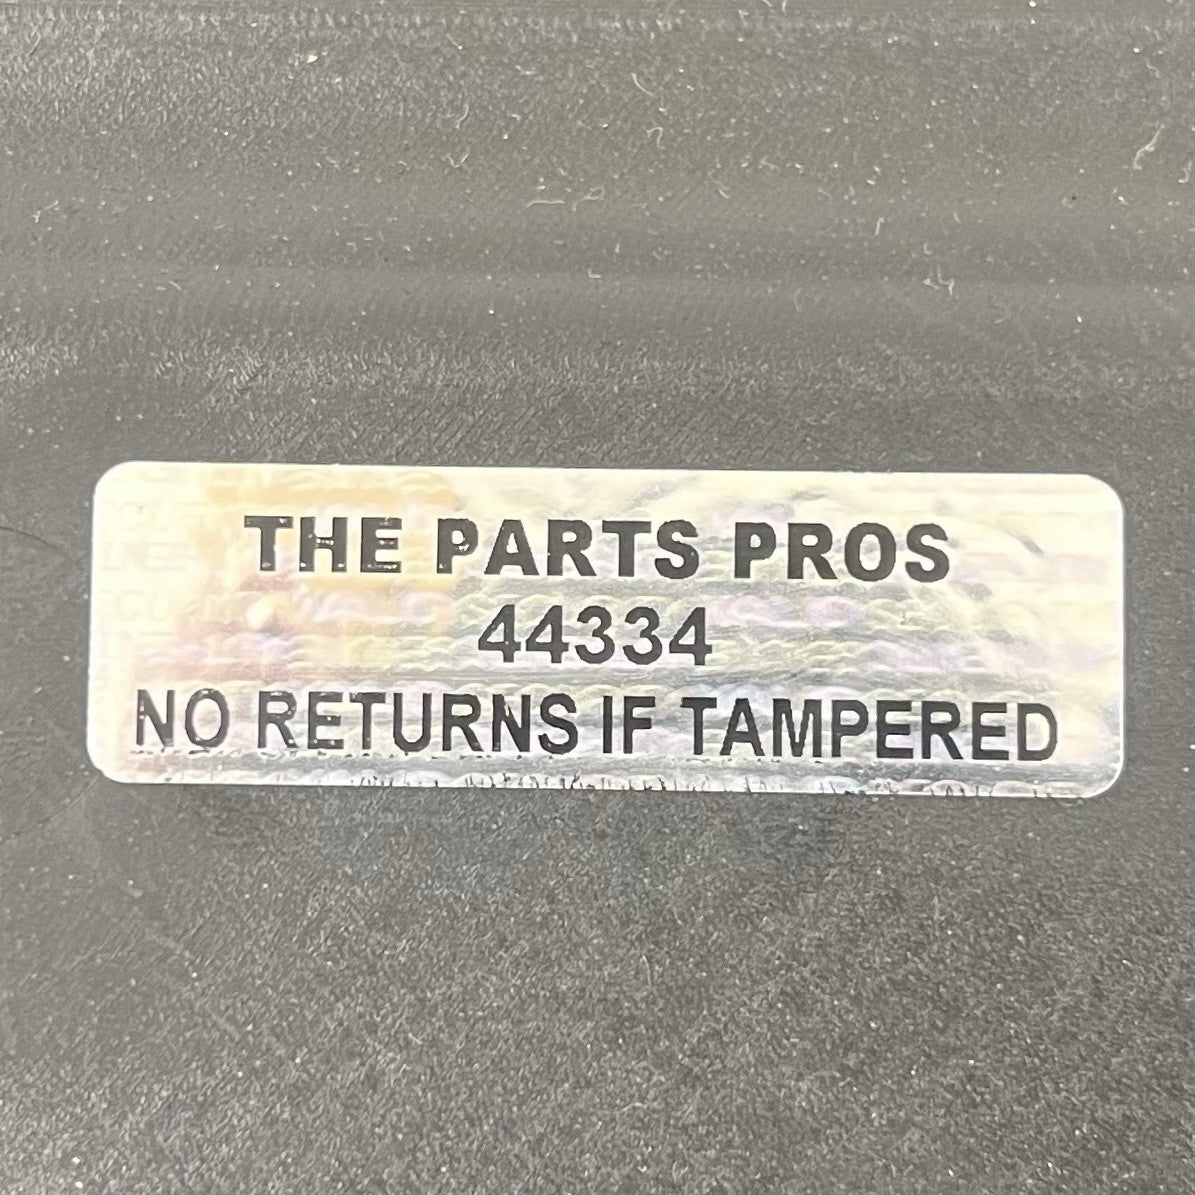 THE PARTS PROS
44334
NO RETURNS IF TAMPERED